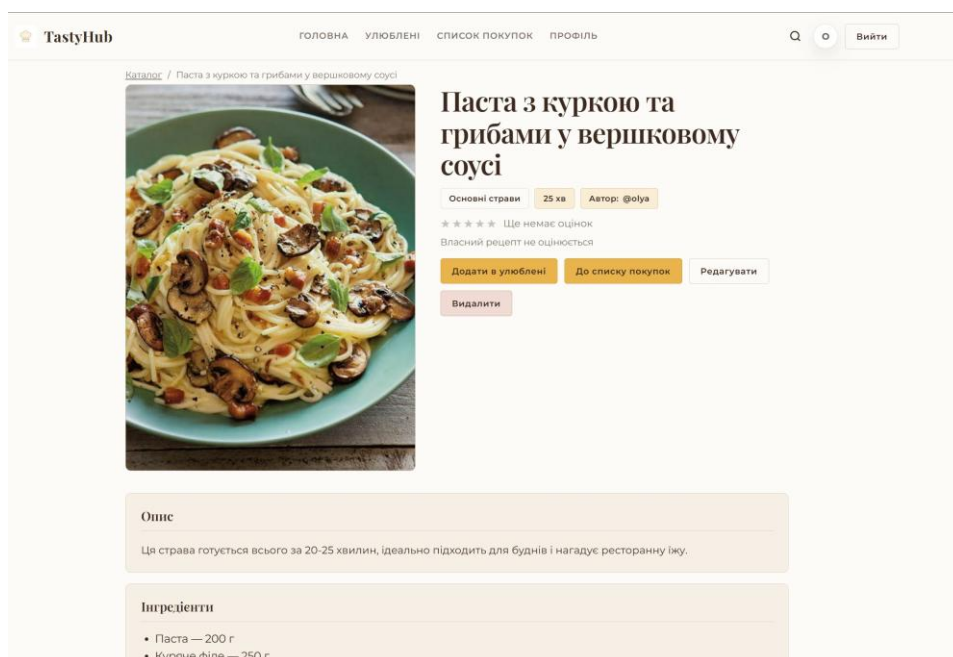 TastyHub
ГОЛОВНА УЛЮБЛЕНІ СПИСОК ПОКУПОК ПРОФІЛЬ
O
Вийти
Каталог / Паста з куркою та грибами у вершковому соусі
Паста з куркою та
грибами у вершковому
соусі
Основні страви 25 хв Автор: @olya
★★★★★ Ще немає оцінок
Власний рецепт не оцінюється
Додати в улюблені До списку покупок Редагувати
Видалити
Опис
Ця страва готується всього за 20-25 хвилин, ідеально підходить для буднів і нагадує ресторанну їжу.
Інгредієнти
• Паста — 200 г
• Куряче філе — 250 г